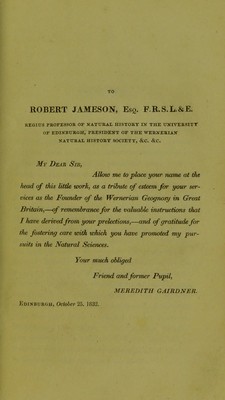 TO
ROBERT JAMESON, Esq. F.R.S.L.&E.
REGIUS PROFESSOR OF NATURAL HISTORY IN THE UNIVERSITY
OF EDINBURGH, PRESIDENT OF THE WERNERIAN
NATURAL HISTORY SOCIETY, &C. &C.
My Dear Sir,
Allow me to place your name at the
head of this little work, as a tribute of esteem for your ser-
vices as the Founder of the Wernerian Geognosy in Great
Britain,—of remembrance for the valuable instructions that
I have derived from your prelections,—and of gratitude for
the fostering care with which you have promoted my pur-
suits in the Natural Sciences.
Your much obliged
Friend and former Pupil,
MEREDITH GAIRDNER.
Edinburgh, October 25. 1832.